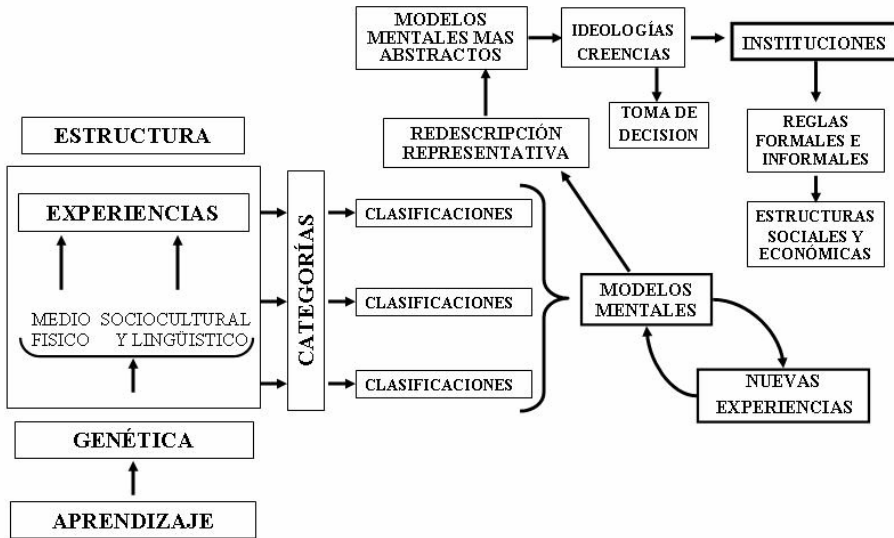 MODELOS
MENTALES MAS
ABSTRACTOS
IDEOLOGÍAS
CREENCIAS
INSTITUCIONES
TOMA DE
DECISION
REGLAS
FORMALES E
INFORMALES
ESTRUCTURAS
SOCIALES Y
ECONÓMICAS
REDESCRIPCIÓN
REPRESENTATIVA
ESTRUCTURA
EXPERIENCIAS
MEDIO
FISICO
SOCIOCULTURAL
Y LINGÜISTICO
GENÉTICA
APRENDIZAJE
CATEGORÍAS
CLASIFICACIONES
CLASIFICACIONES
CLASIFICACIONES
MODELOS
MENTALES
NUEVAS
EXPERIENCIAS